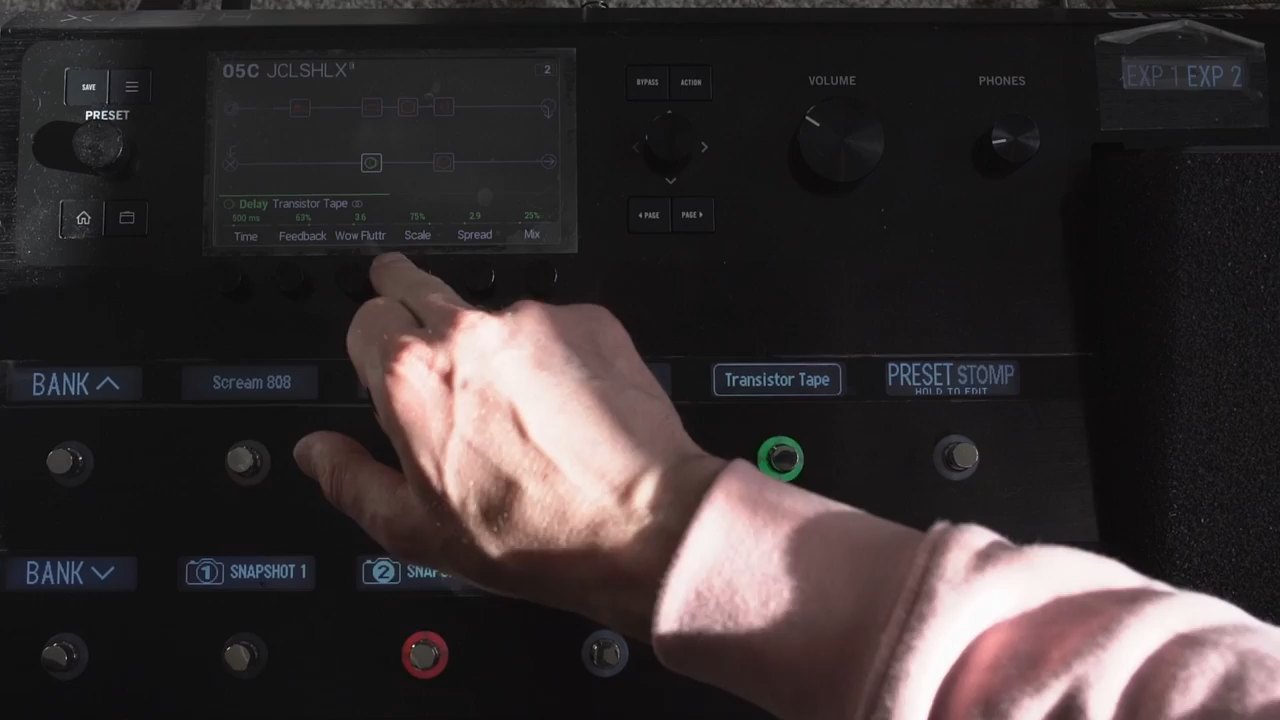 SAVE
PRESET
05C JCLSHLX
2
Delay Transistor Tape
500 ms 63% 3.6 75% 2.9 25%
Time Feedback Wow Fluttr Scale Spread Mix
BYPASS ACTION
PAGE PAGE
VOLUME
PHONES
EXP 1 EXP 2
BANK
Scream 808
Transistor Tape
PRESET STOMP
HOLD TO EDIT
BANK
1 SNAPSHOT 1
2